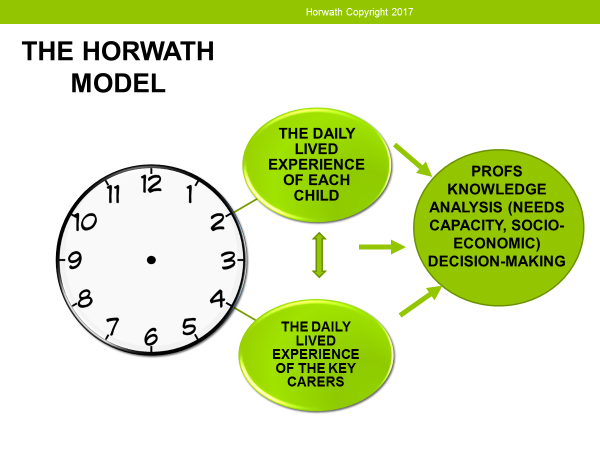 Horwath Copyright 2017
THE HORWATH
MODEL
12
1
2
3
4
5
6
7
8
9
10
11
THE DAILY
LIVED
EXPERIENCE
OF EACH
CHILD
THE DAILY
LIVED
EXPERIENCE
OF THE KEY
CARERS
PROFS
KNOWLEDGE
ANALYSIS (NEEDS
CAPACITY, SOCIO-
ECONOMIC)
DECISION-MAKING